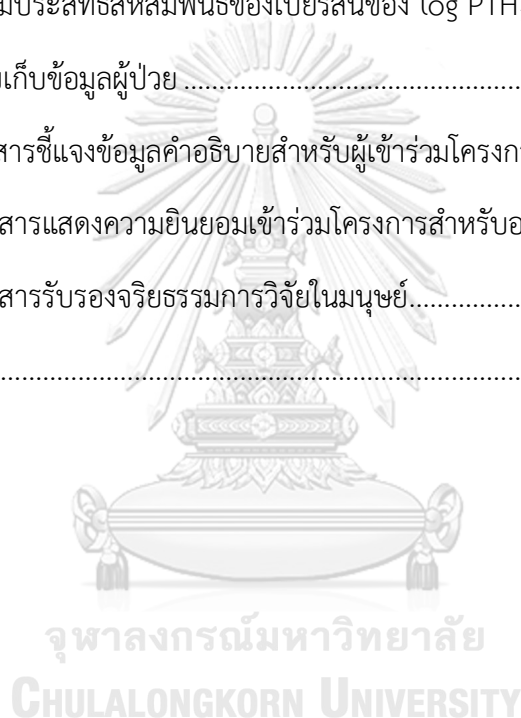 มประสิทธิสหสัมพันธ์ของเปียร์สันของ log PTH
เก็บข้อมูลผู้ป่วย ....................................................
สารชี้แจงข้อมูลคำอธิบายสำหรับผู้เข้าร่วมโครงก
สารแสดงความยินยอมเข้าร่วมโครงการสำหรับอ
สารรับรองจริยธรรมการวิจัยในมนุษย์.....................
................................................................................
จุฬาลงกรณ์มหาวิทยาลัย
CHULALONGKORN UNIVERSITY